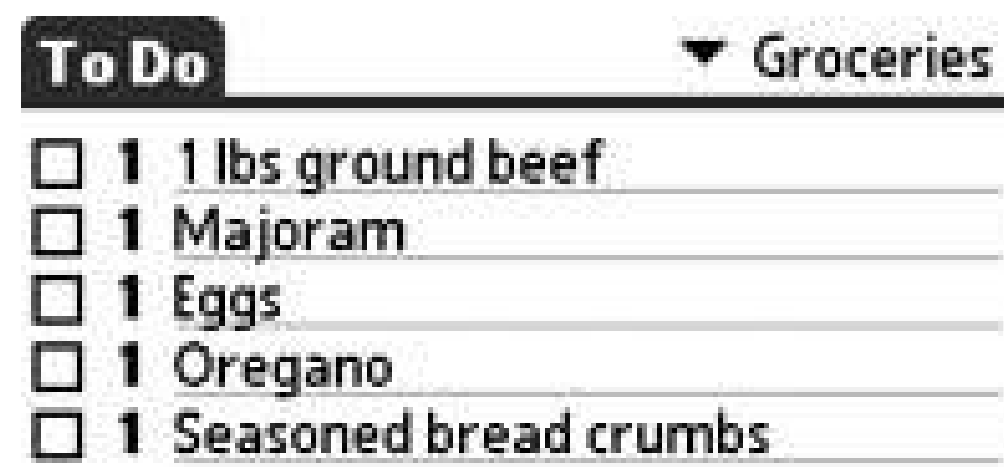 To Do
Groceries
1 1 lbs ground beef
1 Majoram
1 Eggs
1 Oregano
1 Seasoned bread crumbs